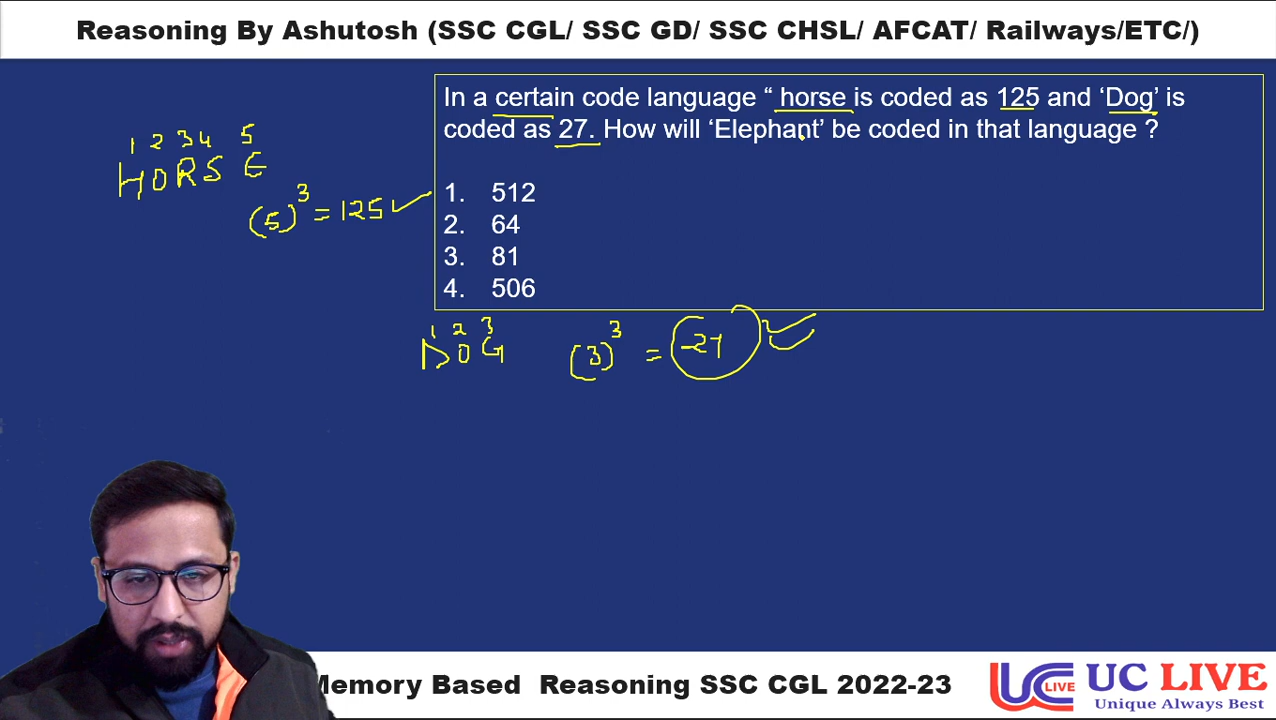 Reasoning By Ashutosh (SSC CGL/ SSC GD/ SSC CHSL/ AFCAT/ Railways/ETC/)
In a certain code language “ horse is coded as 125 and ‘Dog’ is
coded as 27. How will ‘Elephant’ be coded in that language ?
1. 512
2. 64
3. 81
4. 506
1 2 3 4 5
HORSE
(5)³ = 125
1 2 3
DOG (3)³ = 27
Memory Based Reasoning SSC CGL 2022-23
UC LIVE UC LIVE
Unique Always Best